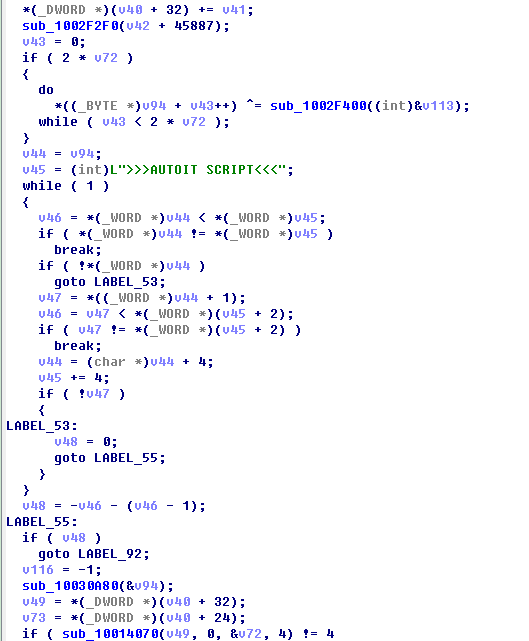 *(_DWORD *)(v40 + 32) += v41;
sub_1002F2F0(v42 + 45887);
v43 = 0;
if ( 2 * v72 )
{
do
*((_BYTE *)v94 + v43++) ^= sub_1002F400((int)&v113);
while ( v43 < 2 * v72 );
}
v44 = v94;
v45 = (int)L">>>AUTOIT SCRIPT<<<";
while ( 1 )
{
v46 = *(_WORD *)v44 < *(_WORD *)v45;
if ( *(_WORD *)v44 != *(_WORD *)v45 )
break;
if ( !*(_WORD *)v44 )
goto LABEL_53;
v47 = *((_WORD *)v44 + 1);
v46 = v47 < *(_WORD *)(v45 + 2);
if ( v47 != *(_WORD *)(v45 + 2) )
break;
v44 = (char *)v44 + 4;
v45 += 4;
if ( !v47 )
{
LABEL_53:
v48 = 0;
goto LABEL_55;
}
}
v48 = -v46 - (v46 - 1);
LABEL_55:
if ( v48 )
goto LABEL_92;
v116 = -1;
sub_10030A80(&v94);
v49 = *(_DWORD *)(v40 + 32);
v73 = *(_DWORD *)(v40 + 24);
if ( sub_10014070(v49, 0, &v72, 4) != 4